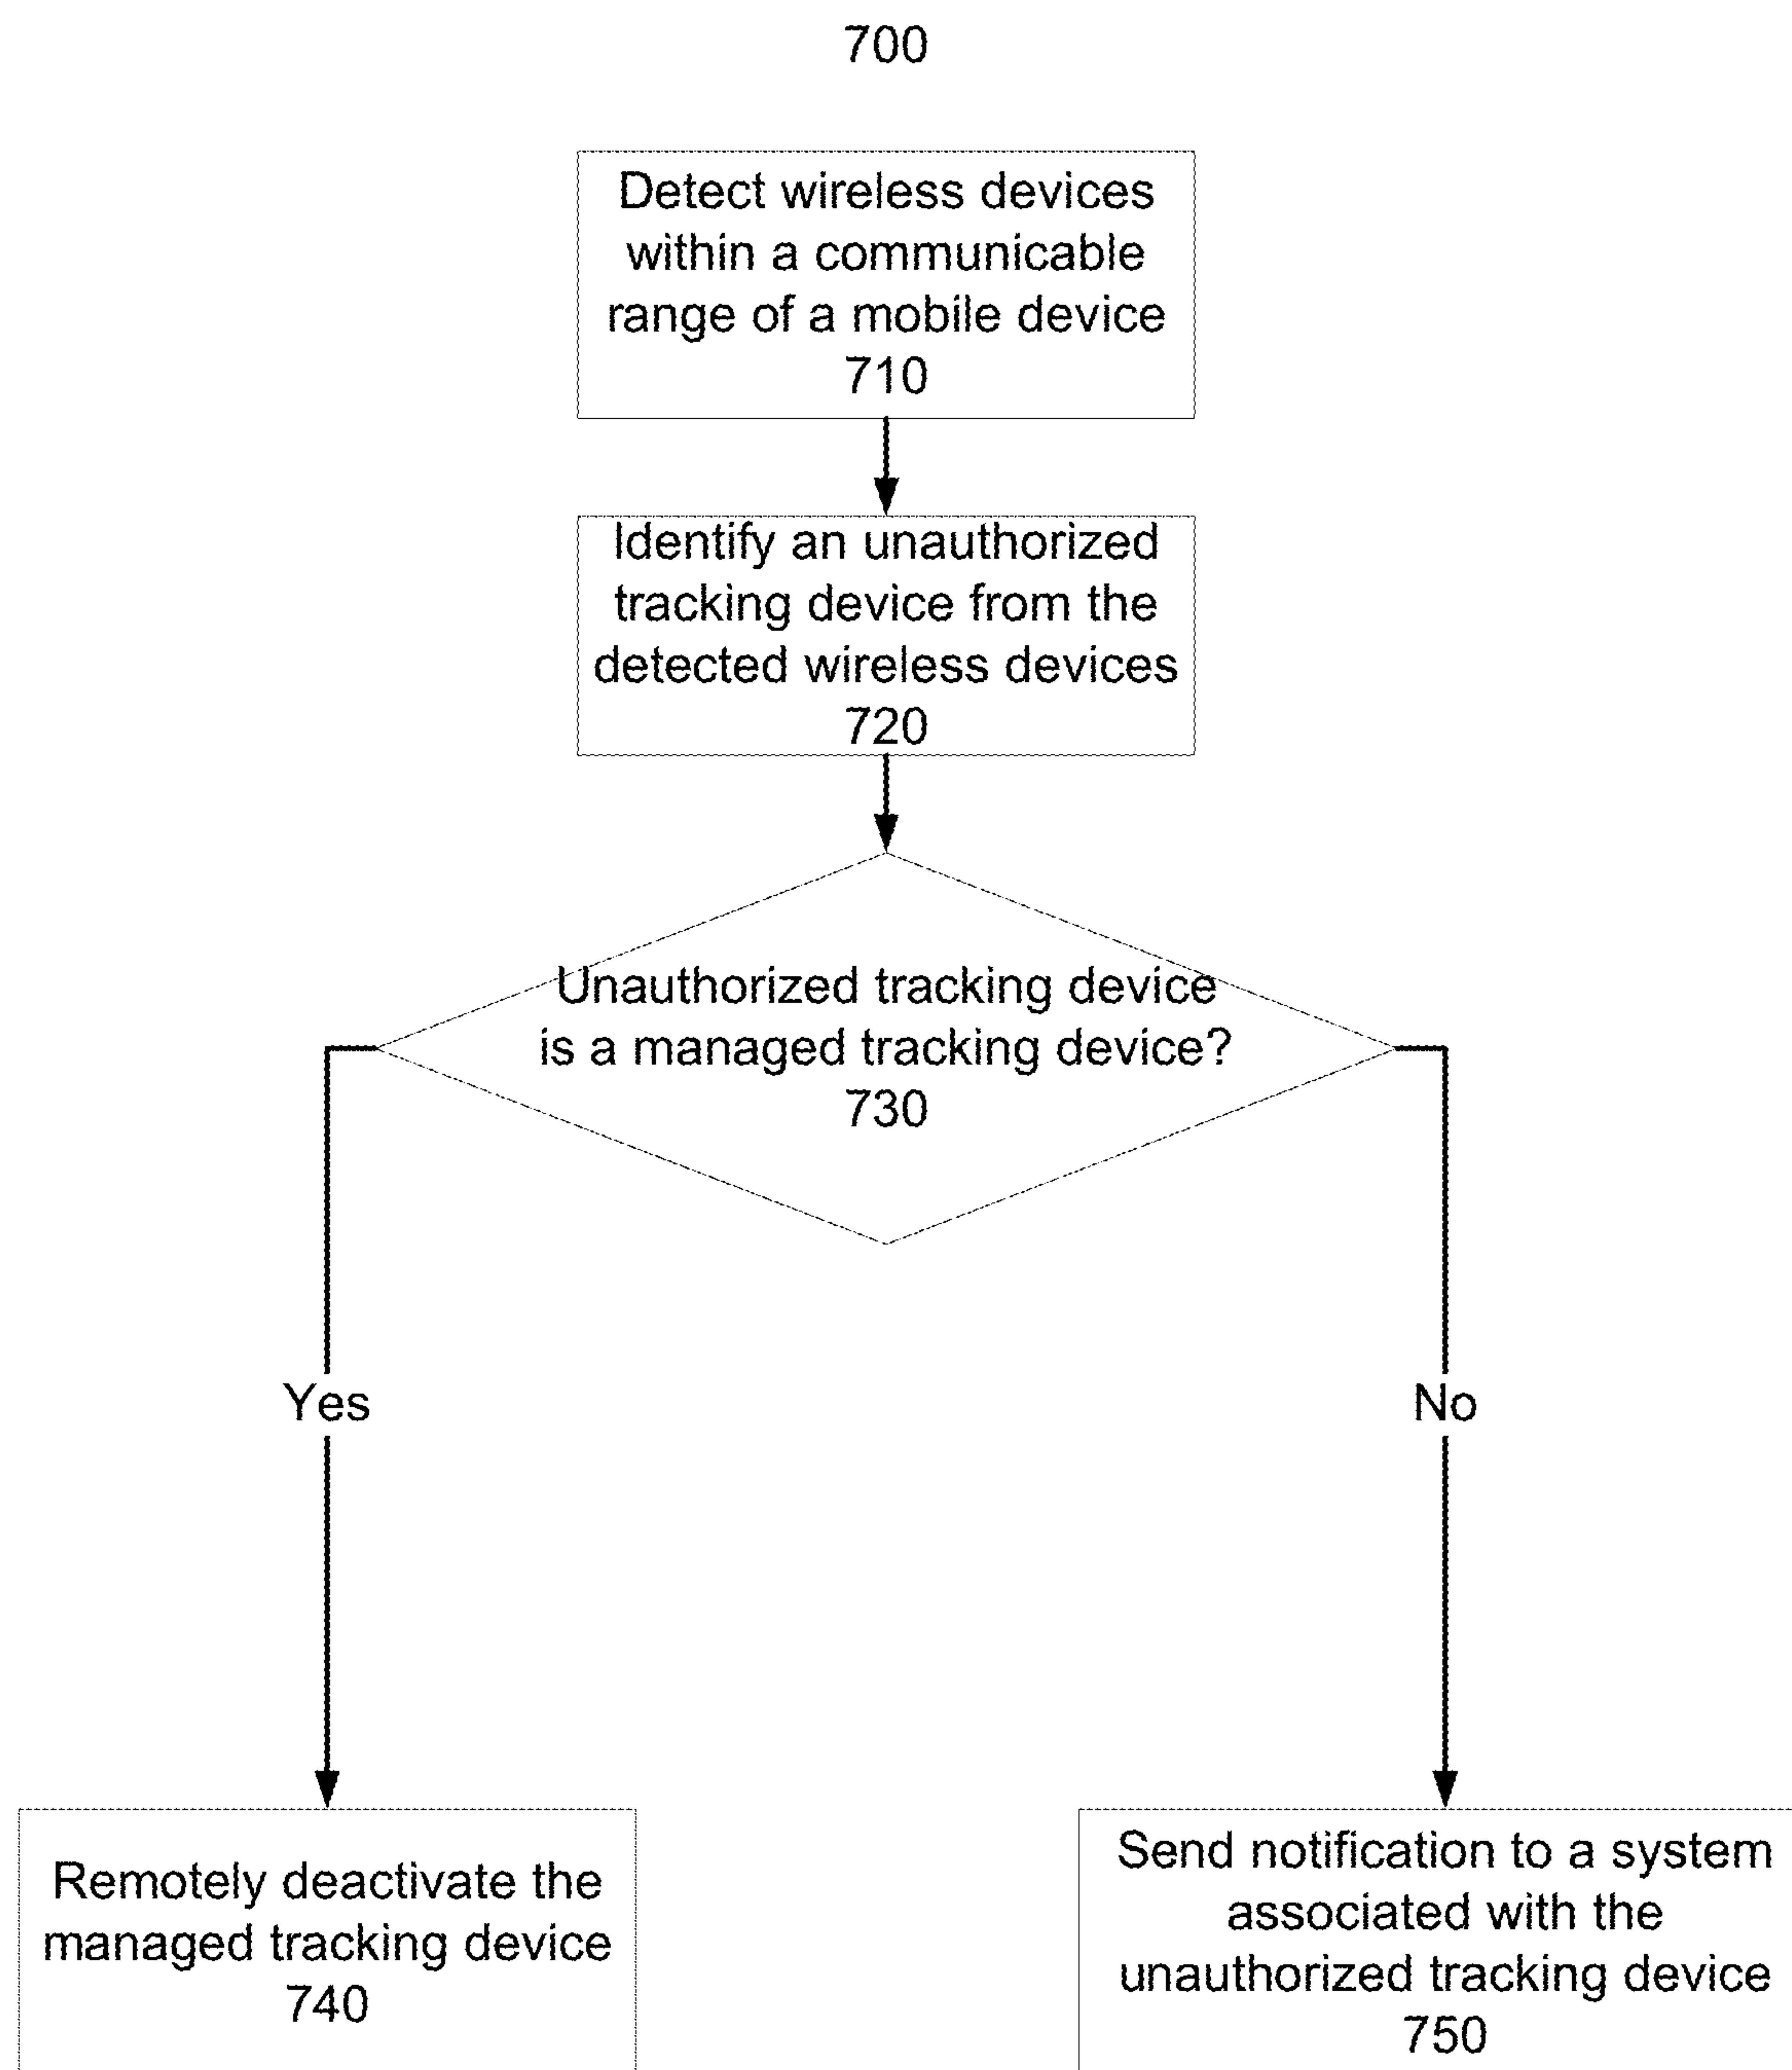 700
Detect wireless devices
within a communicable
range of a mobile device
710
Identify an unauthorized
tracking device from the
detected wireless devices
720
Unauthorized tracking device
is a managed tracking device?
730
Yes
No
Remotely deactivate the
managed tracking device
740
Send notification to a system
associated with the
unauthorized tracking device
750